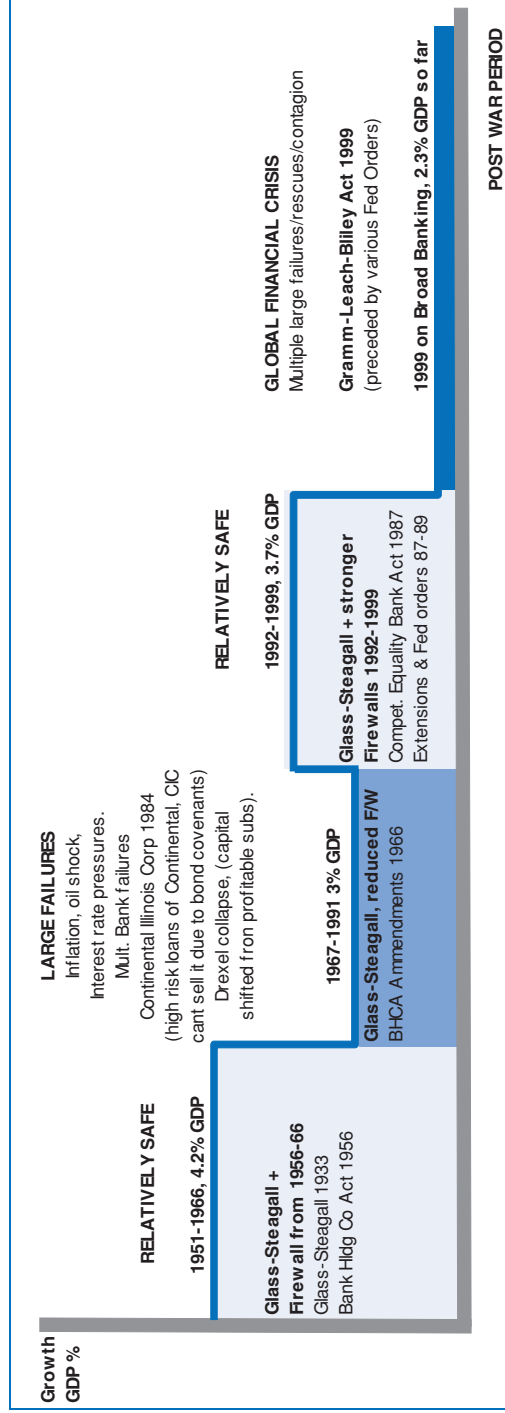 Growth
GDP %
RELATIVELY SAFE
1951-1966, 4.2% GDP
Glass-Steagall +
Firewall from 1956-66
Glass-Steagall 1933
Bank Hldg Co Act 1956
LARGE FAILURES
Inflation, oil shock,
Interest rate pressures.
Mult. Bank failures
Continental Illinois Corp 1984
(high risk loans of Continental, CIC
cant sell it due to bond covenants)
Drexel collapse, (capital
shifted fron profitable subs).
1967-1991 3% GDP
Glass-Steagall, reduced F/W
BHCA Ammendments 1966
RELATIVELY SAFE
1992-1999, 3.7% GDP
Glass-Steagall + stronger
Firewalls 1992-1999
Compet. Equality Bank Act 1987
Extensions & Fed orders 87-89
GLOBAL FINANCIAL CRISIS
Multiple large failures/rescues/contagion
Gramm-Leach-Bliley Act 1999
(preceded by various Fed Orders)
1999 on Broad Banking, 2.3% GDP so far
POST WAR PERIOD